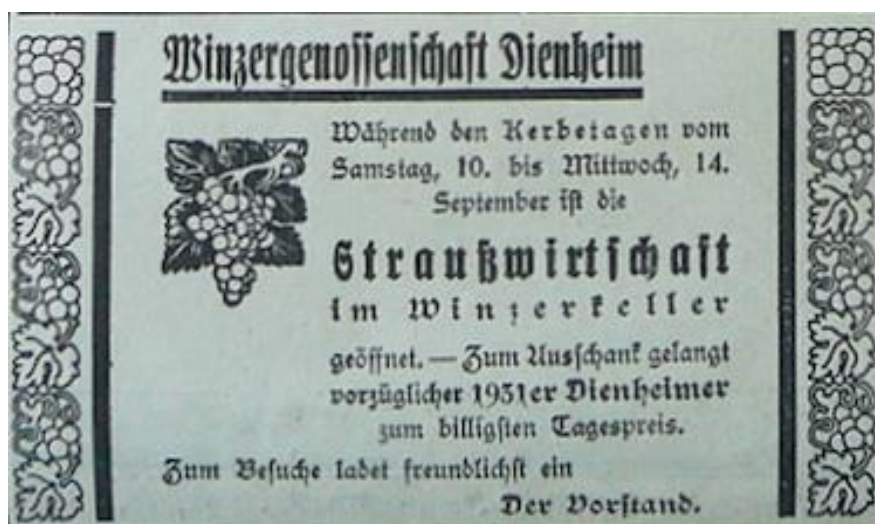 Winzergenossenschaft Dienheim
Während den Kerbetagen vom
Samstag, 10. bis Mittwoch, 14.
September ist die
Straußwirtschaft
im Winzerkeller
geöffnet. — Zum Ausschank gelangt
vorzüglicher 1931er Dienheimer
zum billigsten Tagespreis.
Zum Besuche ladet freundlichst ein
Der Vorstand.